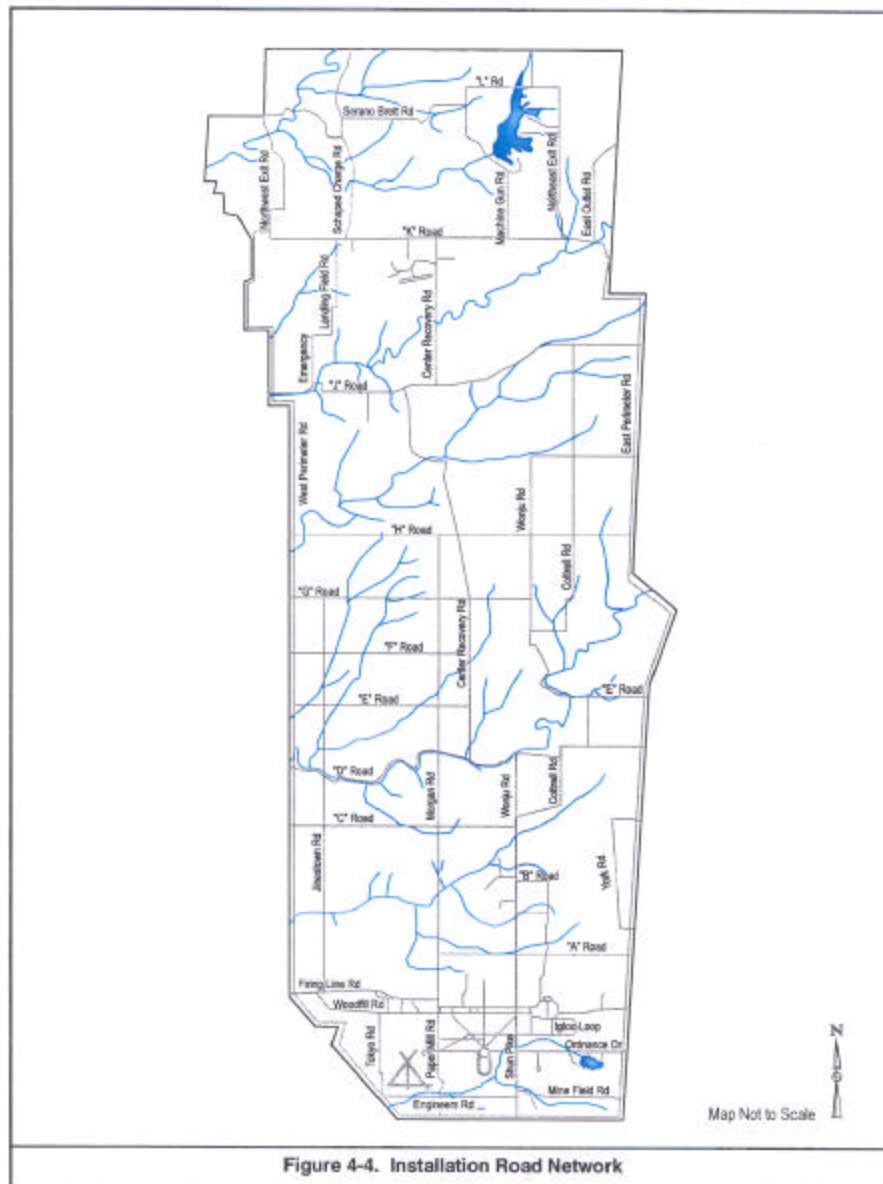 "L" Rd
Serano Brett Rd
Northwest Exit Rd
Schaped Charge Rd
Machine Gun Rd
Northeast Exit Rd
East Outlet Rd
"K" Road
Landing Field Rd
Emergency
Center Recovery Rd
"J" Road
West Perimeter Rd
East Perimeter Rd
Wonju Rd
"H" Road
Cottrell Rd
"G" Road
Center Recovery Rd
"F" Road
"E" Road
"E" Road
"D" Road
Morgan Rd
Wonju Rd
Cottrell Rd
"C" Road
Jinestown Rd
"B" Road
York Rd
"A" Road
Firing Line Rd
Woodfill Rd
Igloo Loop
Tokyo Rd
Paper Mill Rd
Shun Pike
Ordnance Dr
Mine Field Rd
Engineers Rd
N
Map Not to Scale
Figure 4-4. Installation Road Network